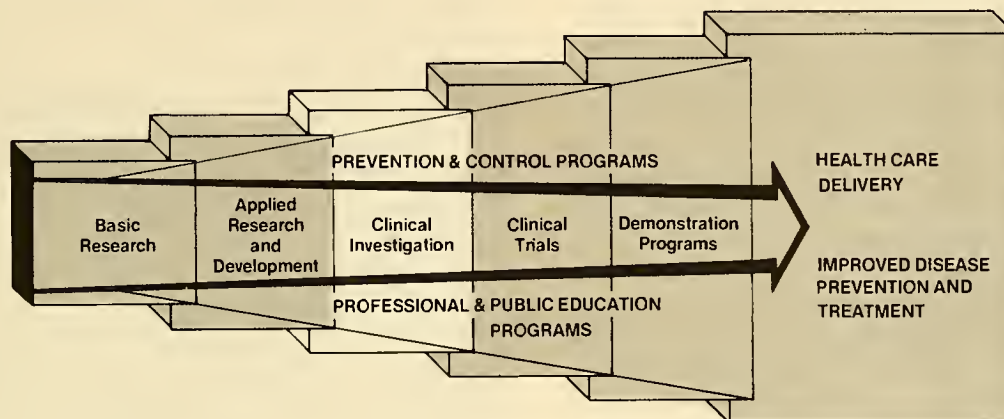 PREVENTION & CONTROL PROGRAMS
Basic
Research
Applied
Research
and
Development
Clinical
Investigation
Clinical
Trials
Demonstration
Programs
PROFESSIONAL & PUBLIC EDUCATION
PROGRAMS
HEALTH CARE
DELIVERY
IMPROVED DISEASE
PREVENTION AND
TREATMENT